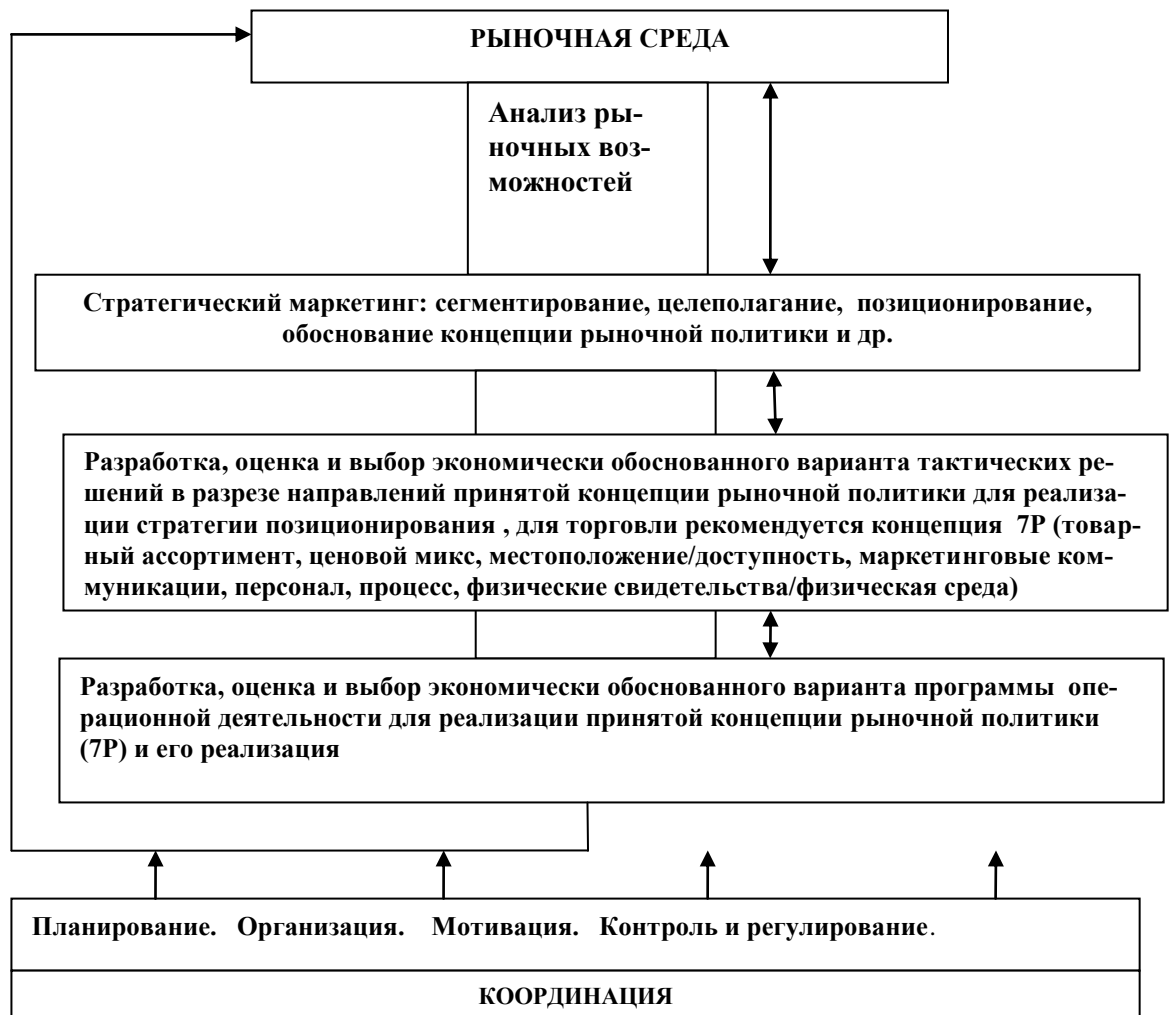 РЫНОЧНАЯ СРЕДА
Анализ ры-
ночных воз-
можностей
Стратегический маркетинг: сегментирование, целеполагание, позиционирование,
обоснование концепции рыночной политики и др.
Разработка, оценка и выбор экономически обоснованного варианта тактических ре-
шений в разрезе направлений принятой концепции рыночной политики для реализа-
ции стратегии позиционирования , для торговли рекомендуется концепция 7Р (товар-
ный ассортимент, ценовой микс, местоположение/доступность, маркетинговые ком-
муникации, персонал, процесс, физические свидетельства/физическая среда)
Разработка, оценка и выбор экономически обоснованного варианта программы опе-
рационной деятельности для реализации принятой концепции рыночной политики
(7Р) и его реализация
Планирование. Организация. Мотивация. Контроль и регулирование.
КООРДИНАЦИЯ